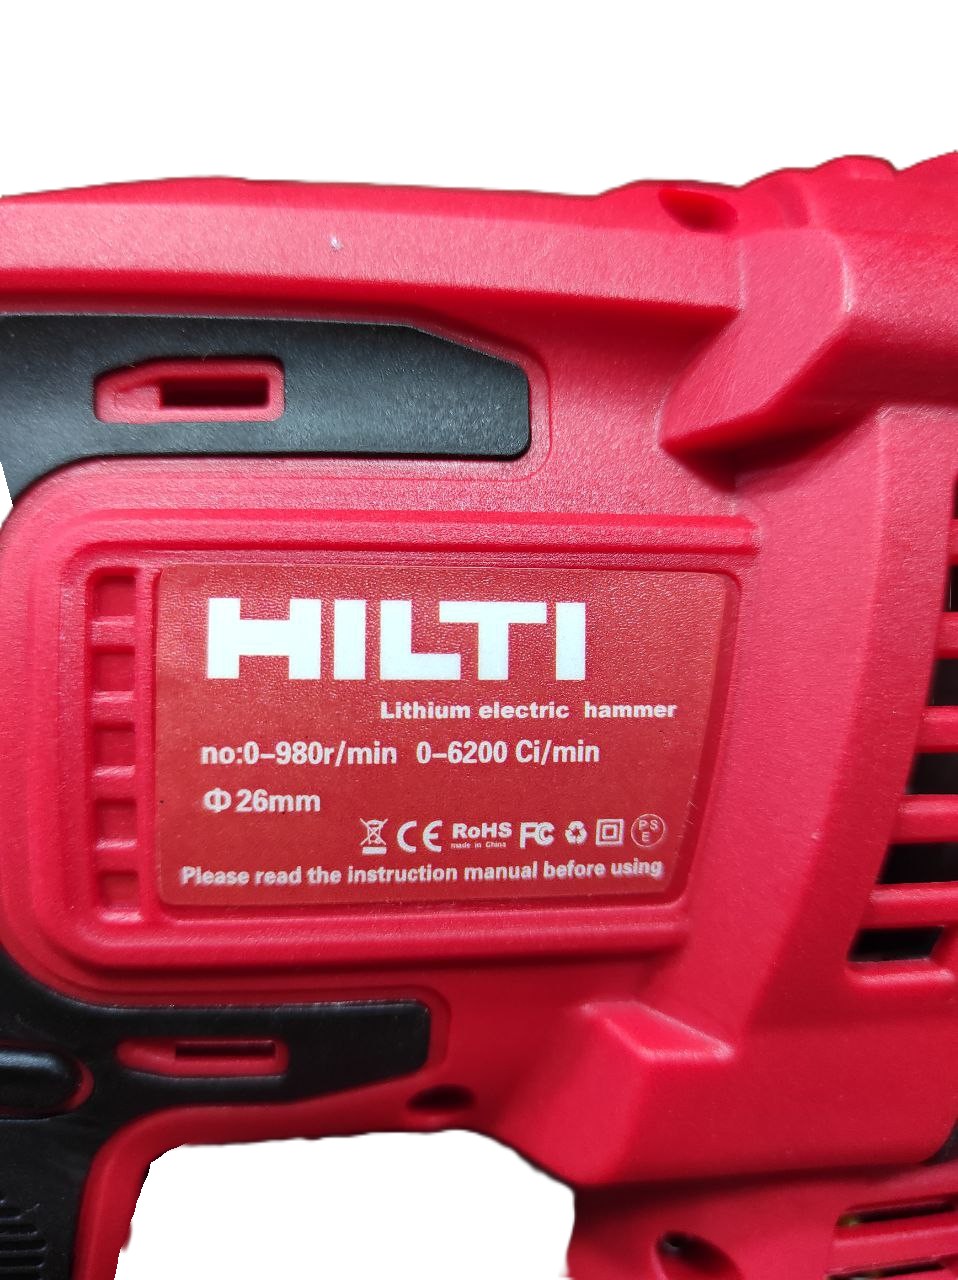 HILTI
Lithium electric hammer
no:0-980r/min 0-6200 Ci/min
Φ26mm
CE RoHS FC PSE
made in China
Please read the instruction manual before using